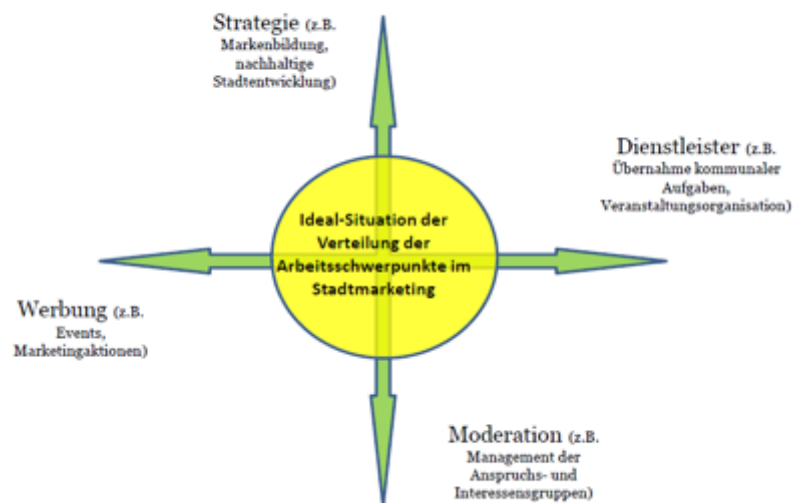 Strategie (z.B.
Markenbildung,
nachhaltige
Stadtentwicklung)
Dienstleister (z.B.
Übernahme kommunaler
Aufgaben,
Veranstaltungsorganisation)
Ideal-Situation der
Verteilung der
Arbeitsschwerpunkte im
Stadtmarketing
Werbung (z.B.
Events,
Marketingaktionen)
Moderation (z.B.
Management der
Anspruchs- und
Interessensgruppen)